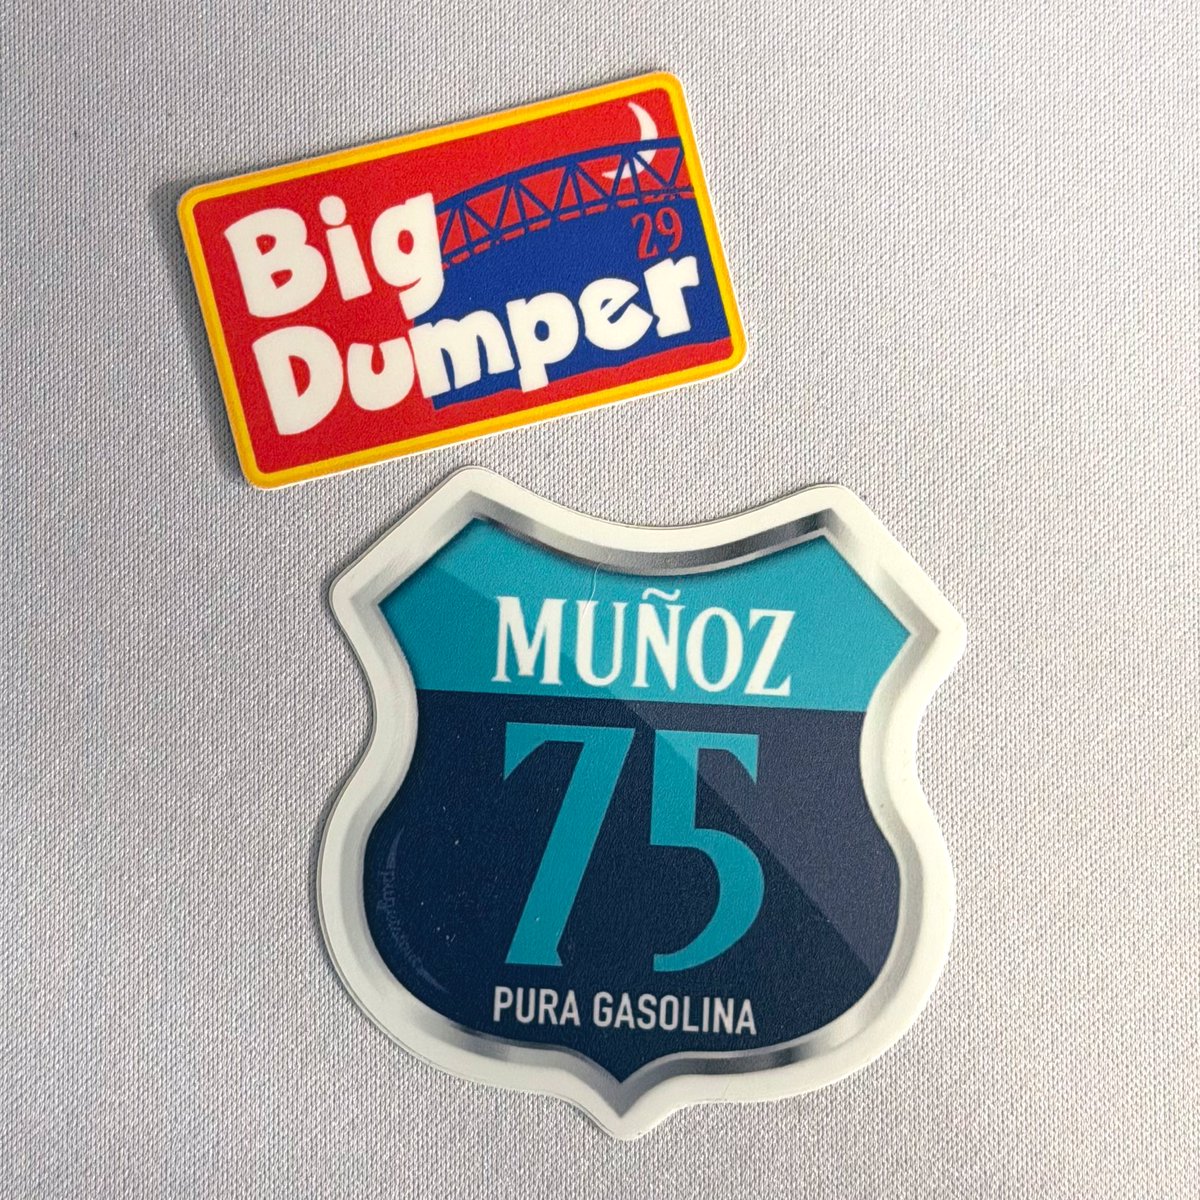 Big
29
Dumper
MUÑOZ
75
PURA GASOLINA